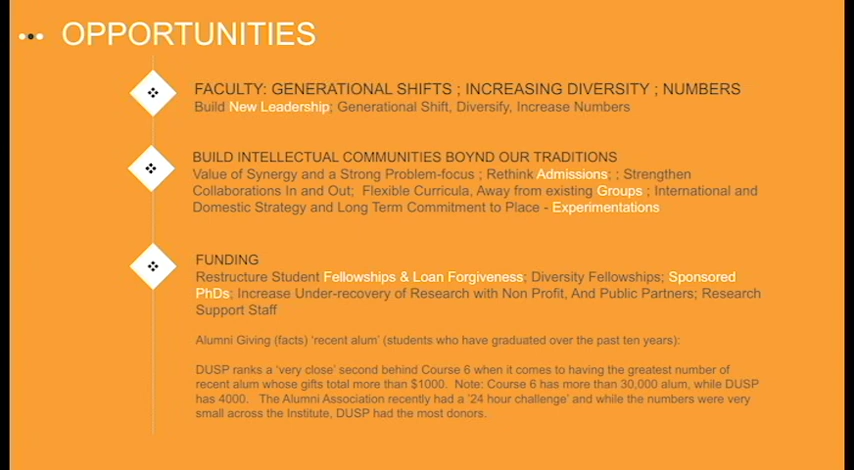 OPPORTUNITIES
FACULTY: GENERATIONAL SHIFTS ; INCREASING DIVERSITY ; NUMBERS
Build New Leadership; Generational Shift, Diversify, Increase Numbers
BUILD INTELLECTUAL COMMUNITIES BOYND OUR TRADITIONS
Value of Synergy and a Strong Problem-focus ; Rethink Admissions; ; Strengthen
Collaborations In and Out;  Flexible Curricula, Away from existing Groups ; International and
Domestic Strategy and Long Term Commitment to Place - Experimentations
FUNDING
Restructure Student Fellowships & Loan Forgiveness; Diversity Fellowships; Sponsored
PhDs; Increase Under-recovery of Research with Non Profit, And Public Partners; Research
Support Staff
Alumni Giving (facts) 'recent alum' (students who have graduated over the past ten years):
DUSP ranks a 'very close' second behind Course 6 when it comes to having the greatest number of
recent alum whose gifts total more than $1000.  Note: Course 6 has more than 30,000 alum, while DUSP
has 4000.   The Alumni Association recently had a '24 hour challenge' and while the numbers were very
small across the Institute, DUSP had the most donors.